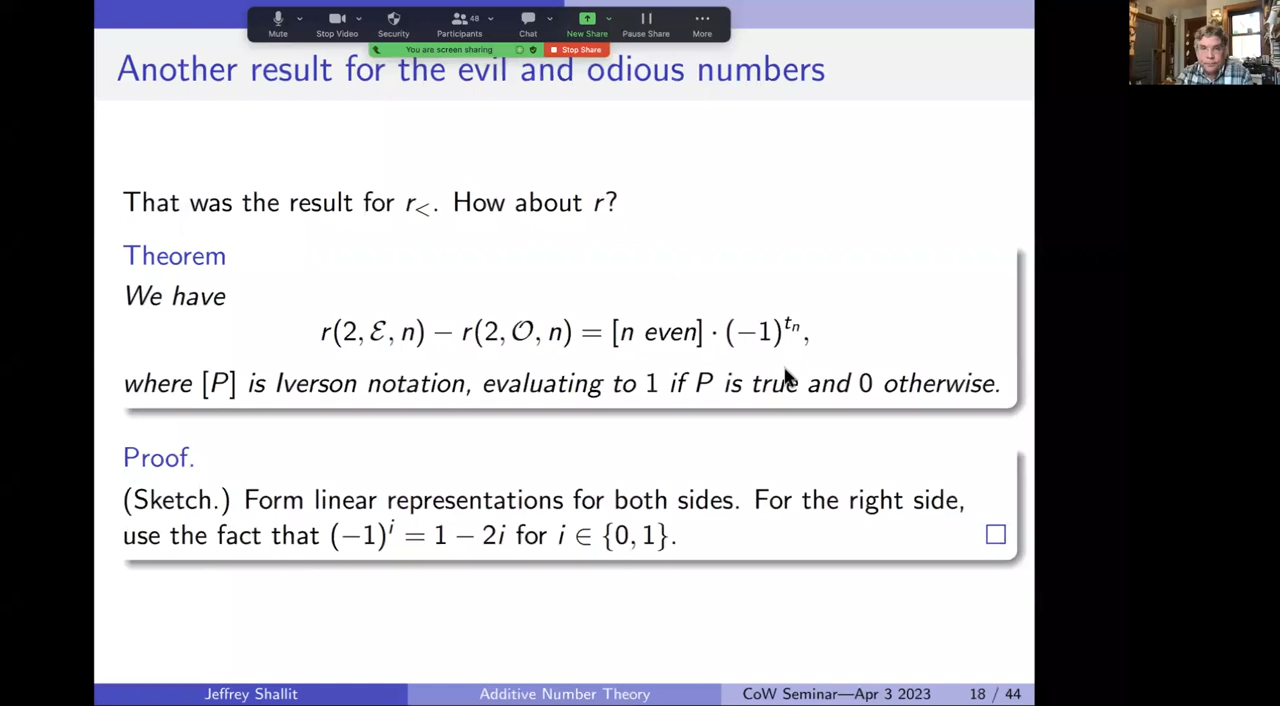 Mute
Stop Video
Security
Participants
48
Chat
New Share
Pause Share
More
You are screen sharing
Stop Share
Another result for the evil and odious numbers
That was the result for r<. How about r?
Theorem
We have
r(2, ℰ, n) − r(2, 𝒪, n) = [n even] · (−1)^{t_n},
where [P] is Iverson notation, evaluating to 1 if P is true and 0 otherwise.
Proof.
(Sketch.) Form linear representations for both sides. For the right side,
use the fact that (−1)^i = 1 − 2i for i ∈ {0, 1}.
Jeffrey Shallit
Additive Number Theory
CoW Seminar—Apr 3 2023
18 / 44